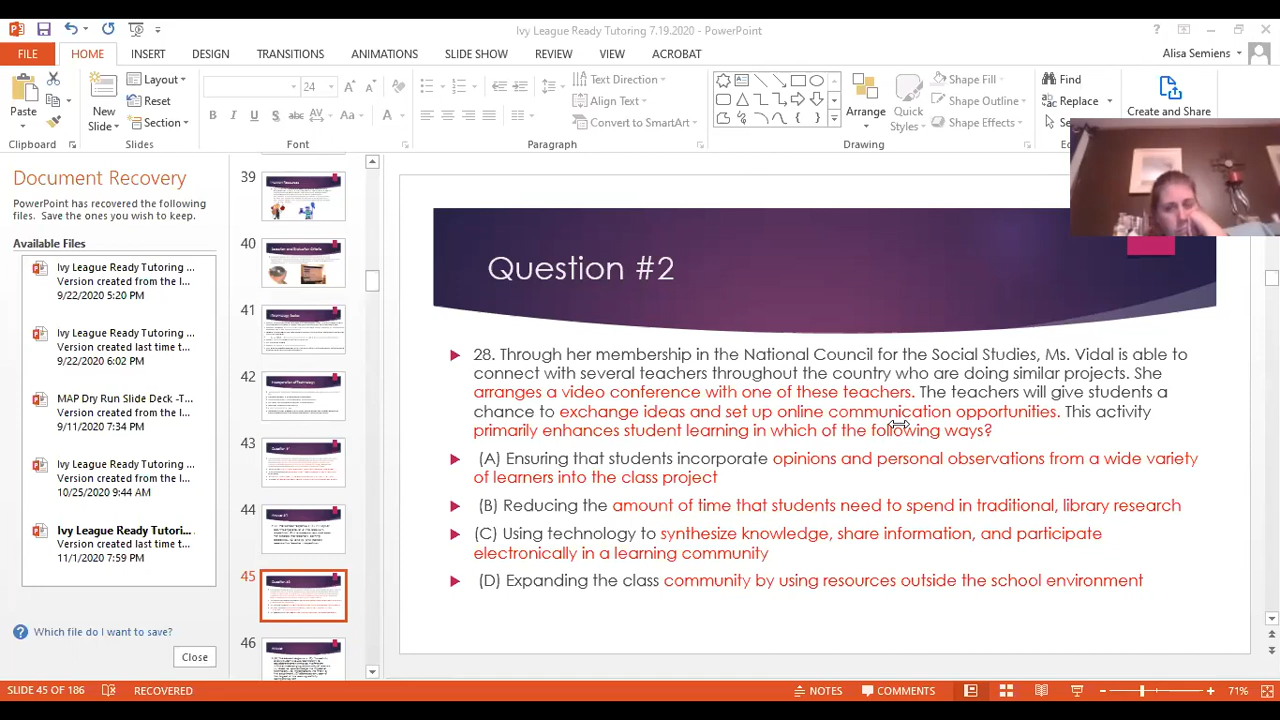 Ivy League Ready Tutoring 7.19.2020 - PowerPoint
FILE HOME INSERT DESIGN TRANSITIONS ANIMATIONS SLIDE SHOW REVIEW VIEW ACROBAT Alisa Semiens
Paste
Clipboard
New Slide
Layout
Reset
Section
Slides
24
Font
Paragraph
Text Direction
Align Text
Convert to SmartArt
Arrange
Quick Styles
Shape Fill
Shape Outline
Shape Effects
Drawing
Find
Replace
Create and Share
Document Recovery
PowerPoint has recovered the following
files. Save the ones you wish to keep.
Available Files
Ivy League Ready Tutoring ...
Version created from the l...
9/22/2020 5:20 PM
Ivy League Ready Tutoring ...
Version created last time t...
9/22/2020 6:02 PM
MAP Dry Run Slide Deck -T...
Version created from the l...
9/11/2020 7:34 PM
Ivy League Ready Tutoring ...
Version created from the l...
10/25/2020 9:44 AM
Ivy League Ready Tutori...
Version created last time t...
11/1/2020 7:59 PM
Which file do I want to save?
Close
39
40
41
42
43
44
45
46
Question #2
28. Through her membership in the National Council for the Social Studies, Ms. Vidal is able to
connect with several teachers throughout the country who are doing similar projects. She
arranges a video conference with one of these teachers. The teachers will give students a
chance to exchange ideas and set up online communication opportunities. This activity
primarily enhances student learning in which of the following ways?
(A) Ensuring that students incorporate opinions and personal observations from a wide variety
of learners into the class project
(B) Reducing the amount of time that students need to spend in traditional, library research
(C) Using technology to synthesize knowledge, share information, and participate
electronically in a learning community
(D) Expanding the class community by using resources outside the school environment
SLIDE 45 OF 186 RECOVERED NOTES COMMENTS 71%